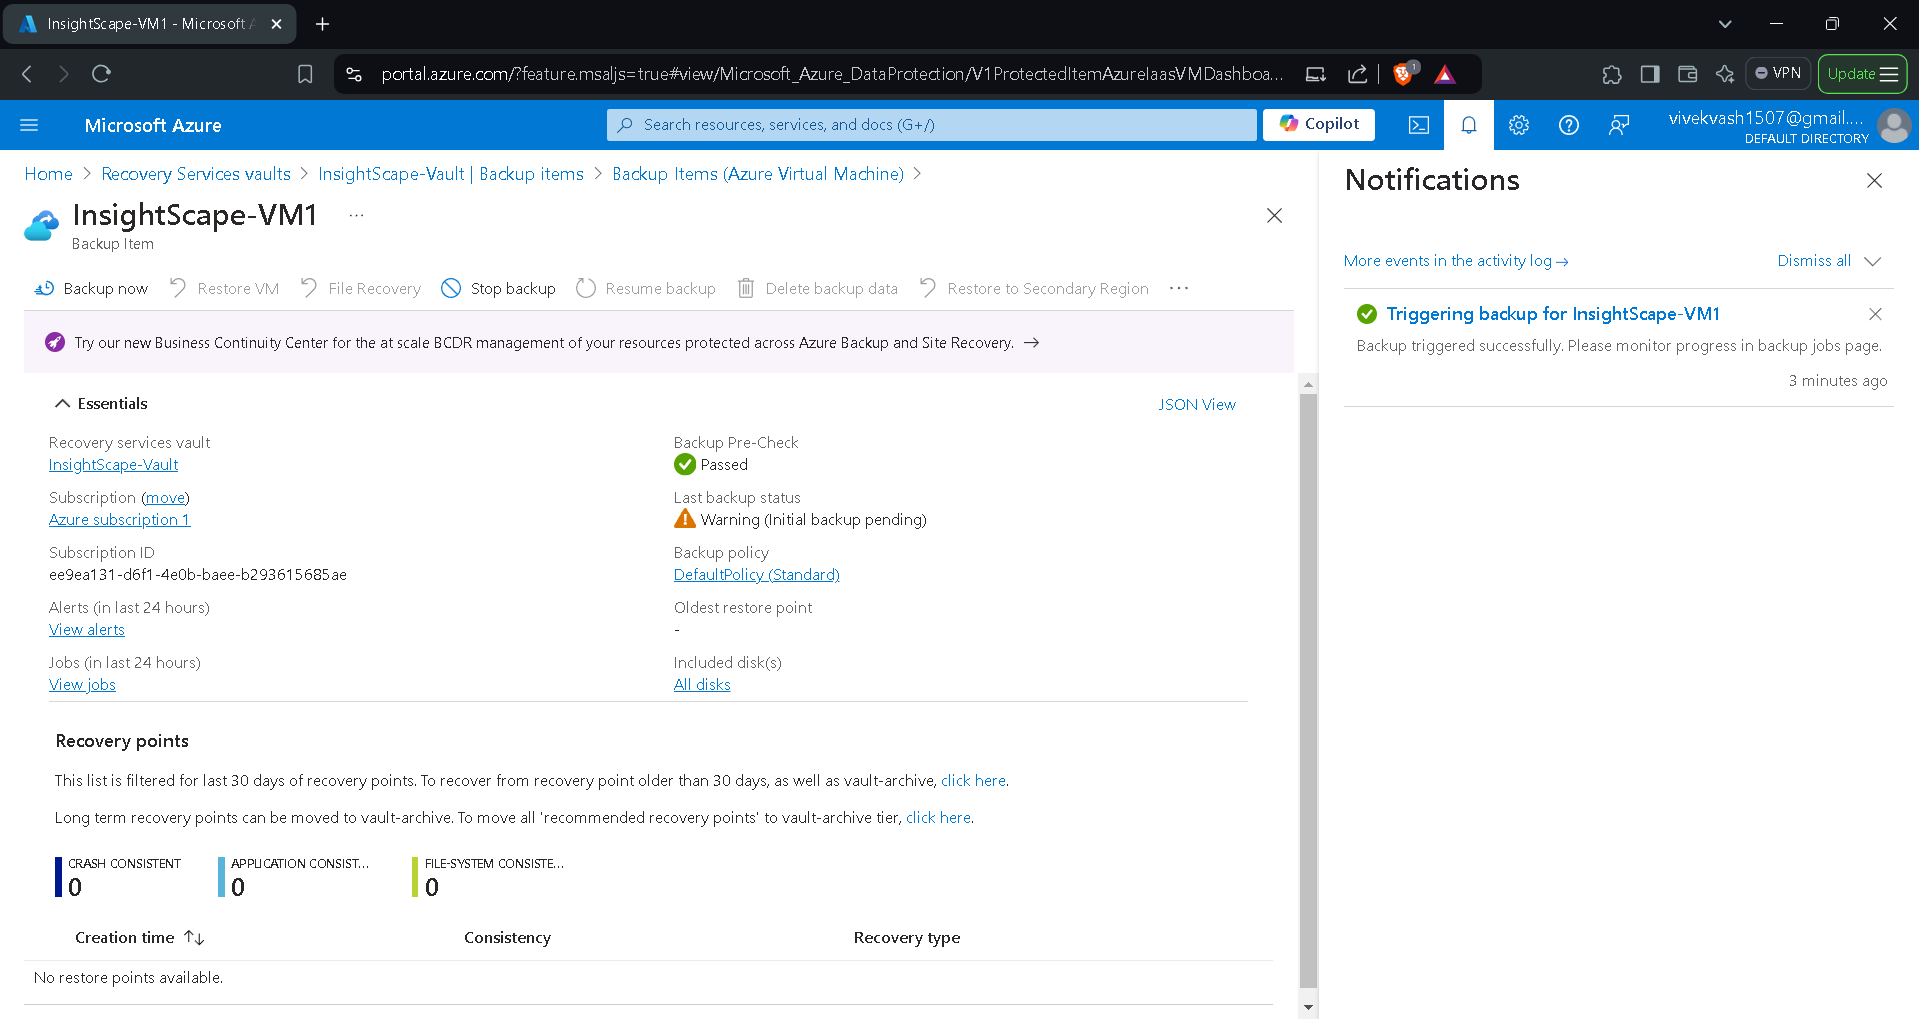 InsightScape-VM1 - Microsoft A
portal.azure.com/?feature.msaljs=true#view/Microsoft_Azure_DataProtection/V1ProtectedItemAzureIaasVMDashboa...
1
VPN
Update
Microsoft Azure
Search resources, services, and docs (G+/)
Copilot
vivekvash1507@gmail....
DEFAULT DIRECTORY
Home > Recovery Services vaults > InsightScape-Vault | Backup items > Backup Items (Azure Virtual Machine) >
InsightScape-VM1 ...
Backup Item
Backup now Restore VM File Recovery Stop backup Resume backup Delete backup data Restore to Secondary Region ...
Try our new Business Continuity Center for the at scale BCDR management of your resources protected across Azure Backup and Site Recovery. →
Essentials
JSON View
Recovery services vault
InsightScape-Vault
Subscription (move)
Azure subscription 1
Subscription ID
ee9ea131-d6f1-4e0b-baee-b293615685ae
Alerts (in last 24 hours)
View alerts
Jobs (in last 24 hours)
View jobs
Backup Pre-Check
Passed
Last backup status
Warning (Initial backup pending)
Backup policy
DefaultPolicy (Standard)
Oldest restore point
-
Included disk(s)
All disks
Recovery points
This list is filtered for last 30 days of recovery points. To recover from recovery point older than 30 days, as well as vault-archive, click here.
Long term recovery points can be moved to vault-archive. To move all 'recommended recovery points' to vault-archive tier, click here.
CRASH CONSISTENT
0
APPLICATION CONSIST...
0
FILE-SYSTEM CONSISTE...
0
Creation time ↑↓ Consistency Recovery type
No restore points available.
Notifications
More events in the activity log →
Dismiss all
Triggering backup for InsightScape-VM1
Backup triggered successfully. Please monitor progress in backup jobs page.
3 minutes ago